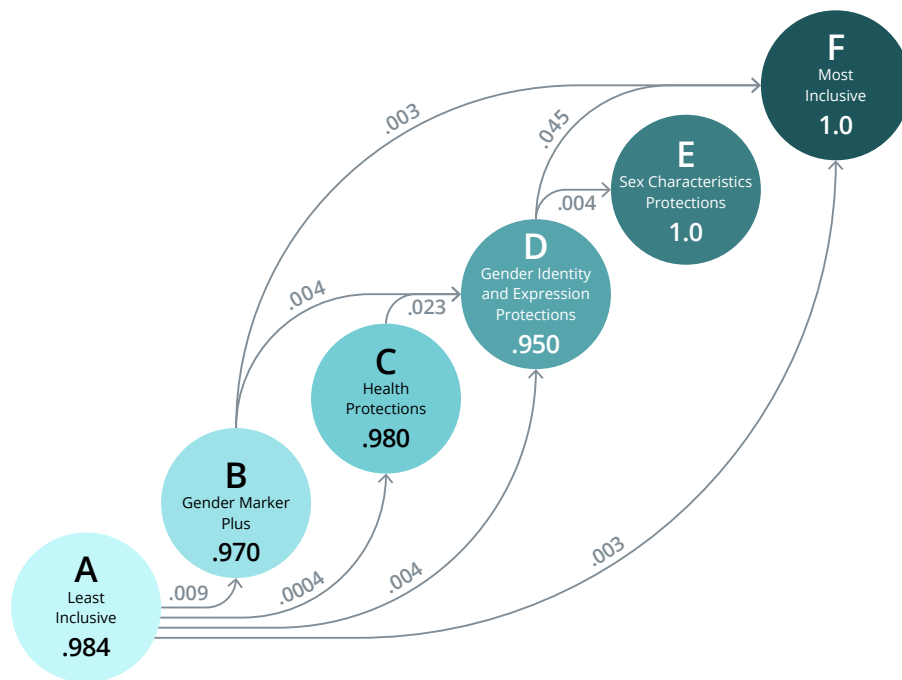 F
Most
Inclusive
1.0
.003
.045
E
Sex Characteristics
Protections
1.0
.004
D
Gender Identity
and Expression
Protections
.950
.004
.023
C
Health
Protections
.980
B
Gender Marker
Plus
.970
A
Least
Inclusive
.984
.009
.0004
.004
.003